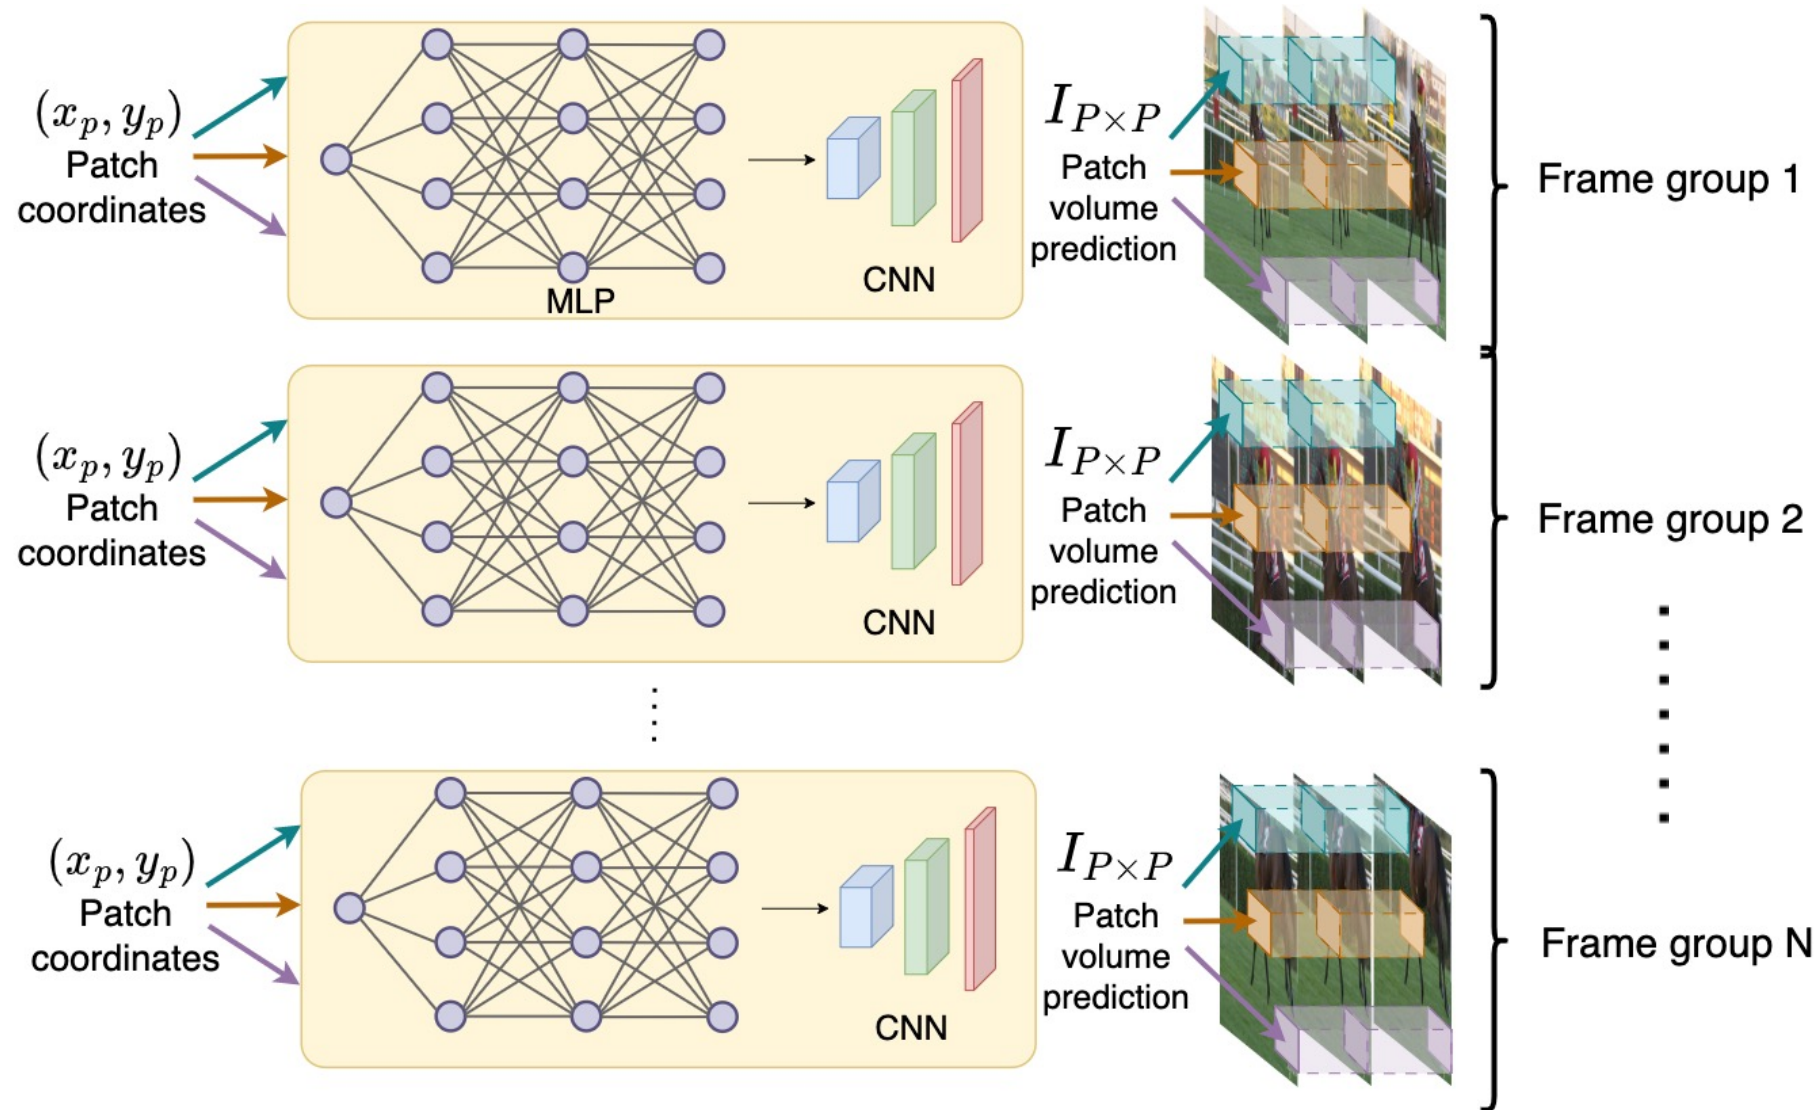 (x_p, y_p)
Patch
coordinates
MLP
CNN
I_{P×P}
Patch
volume
prediction
Frame group 1
(x_p, y_p)
Patch
coordinates
CNN
I_{P×P}
Patch
volume
prediction
Frame group 2
(x_p, y_p)
Patch
coordinates
CNN
I_{P×P}
Patch
volume
prediction
Frame group N